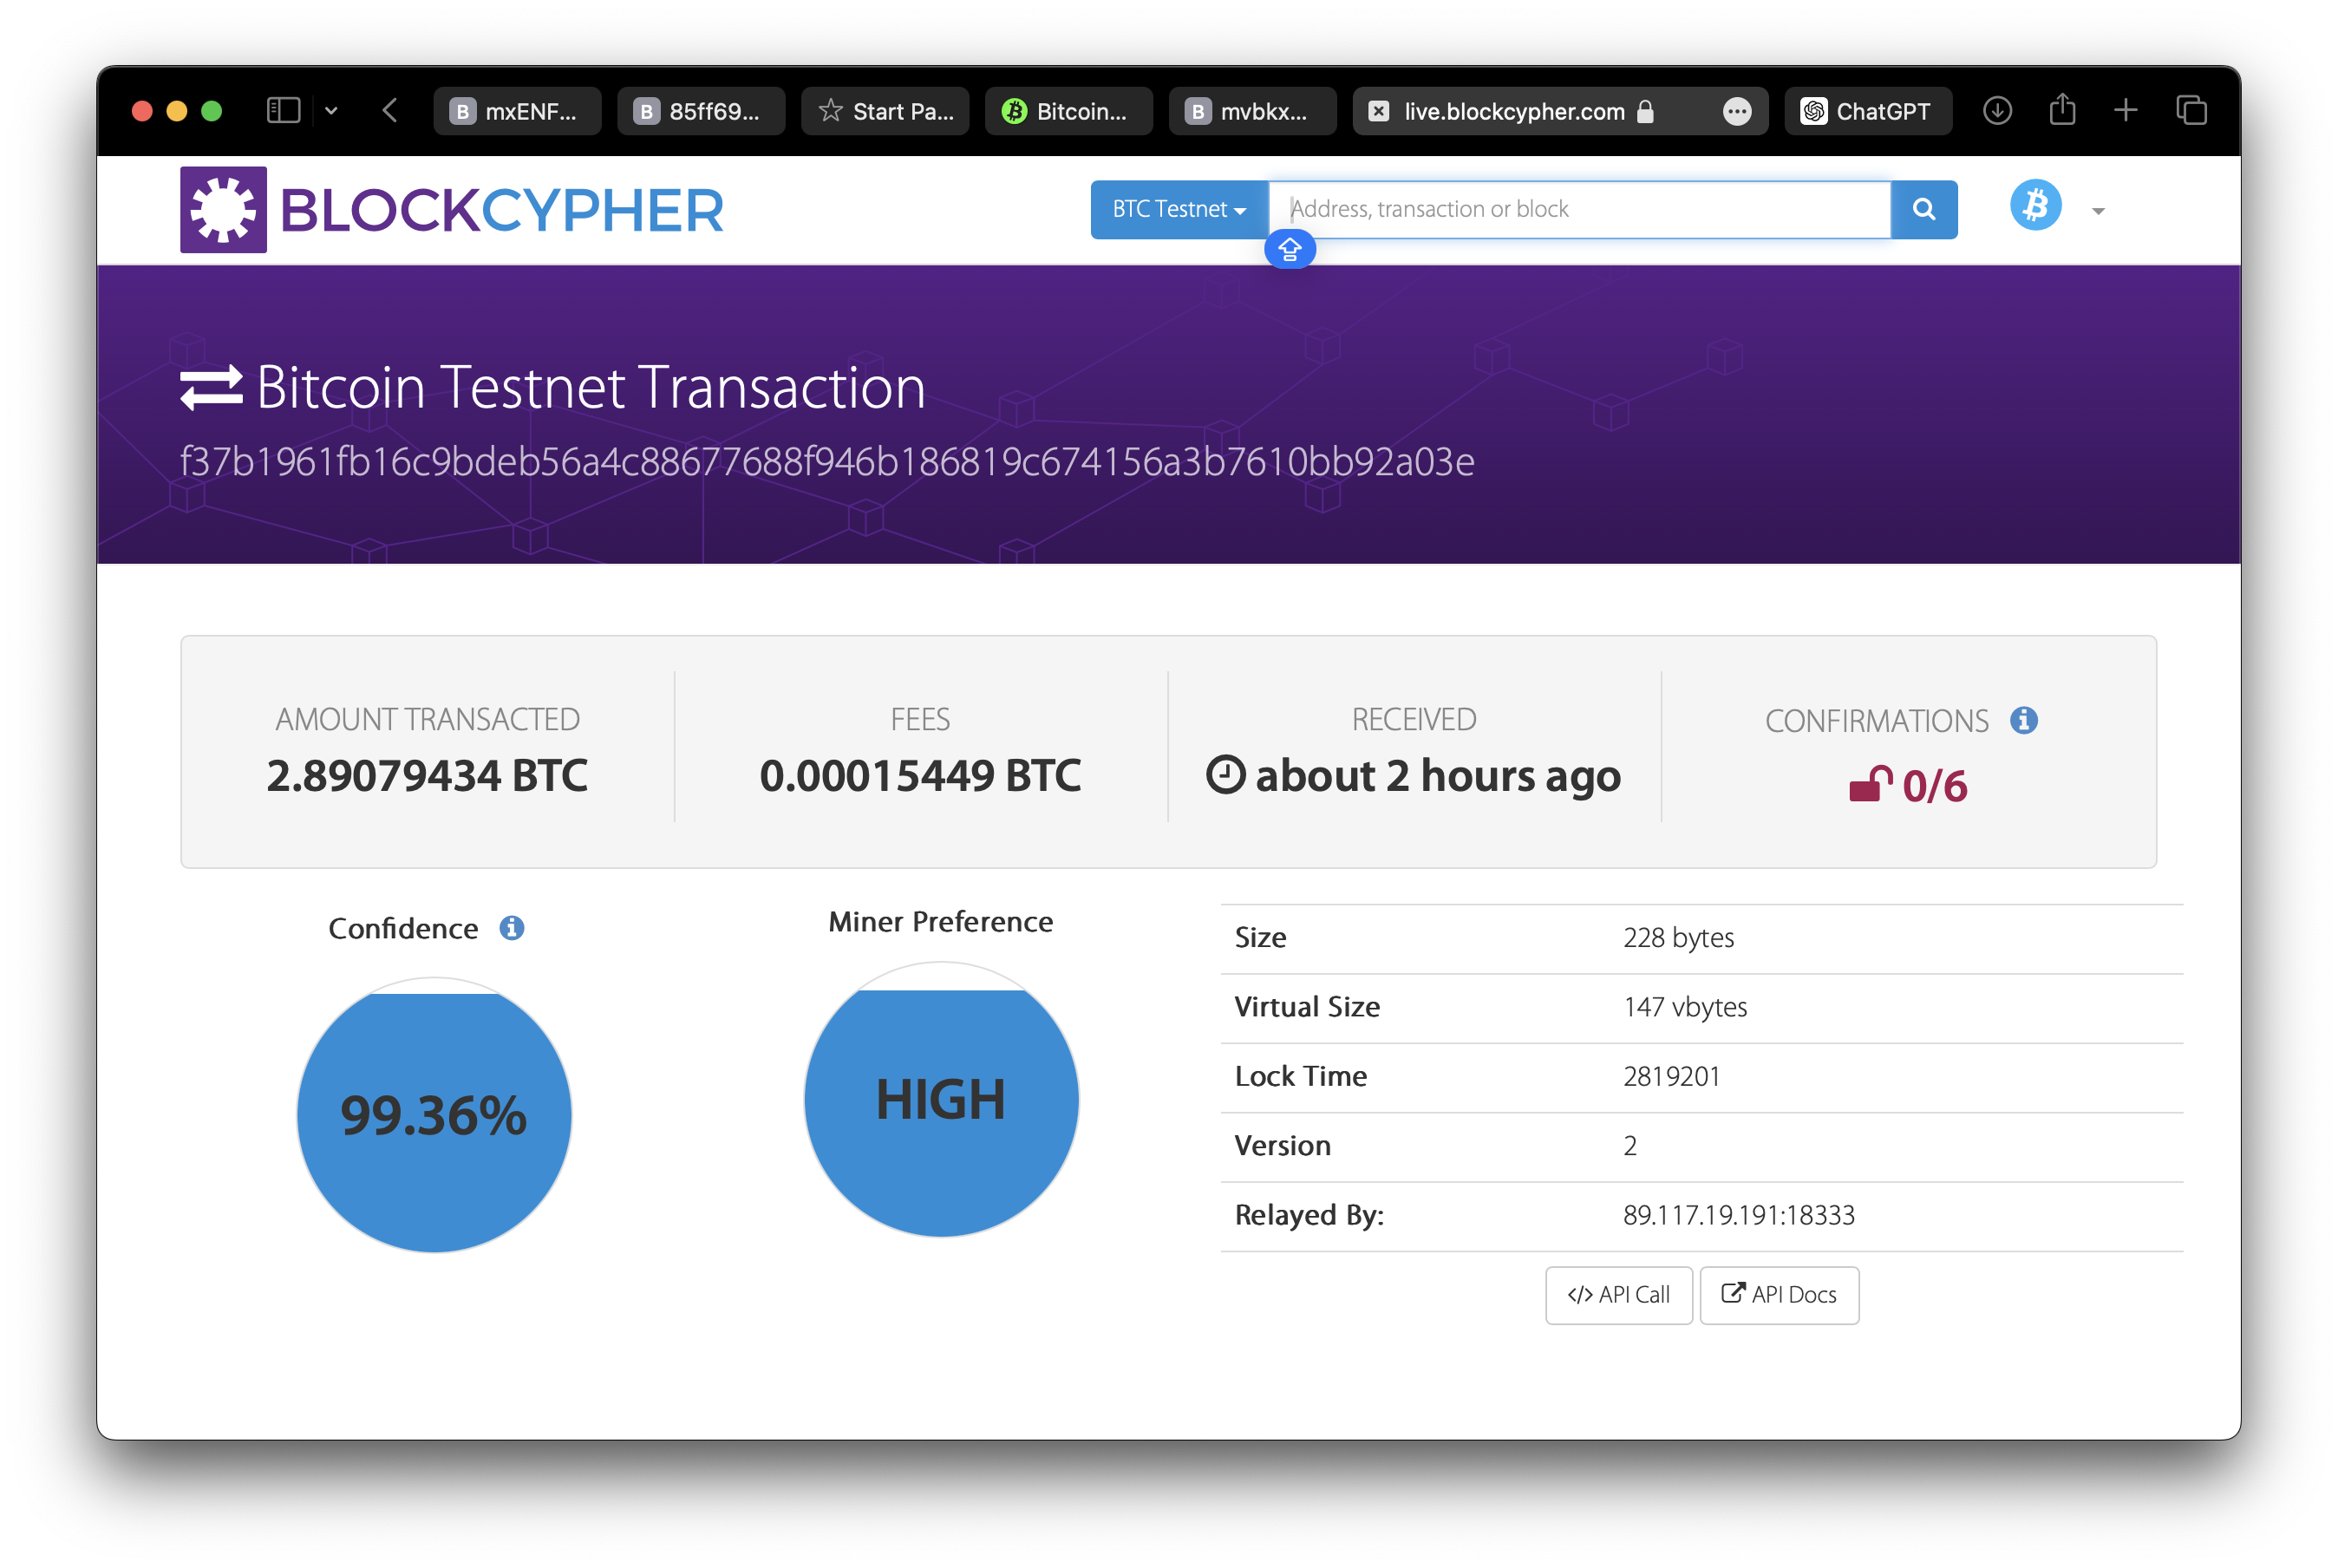 mxENF...
85ff69...
Start Pa...
Bitcoin...
mvbkx...
live.blockcypher.com
ChatGPT
BLOCKCYPHER
BTC Testnet
Address, transaction or block
Bitcoin Testnet Transaction
f37b1961fb16c9bdeb56a4c88677688f946b186819c674156a3b7610bb92a03e
AMOUNT TRANSACTED
2.89079434 BTC
FEES
0.00015449 BTC
RECEIVED
about 2 hours ago
CONFIRMATIONS
0/6
Confidence
99.36%
Miner Preference
HIGH
Size 228 bytes
Virtual Size 147 vbytes
Lock Time 2819201
Version 2
Relayed By: 89.117.19.191:18333
</> API Call
API Docs